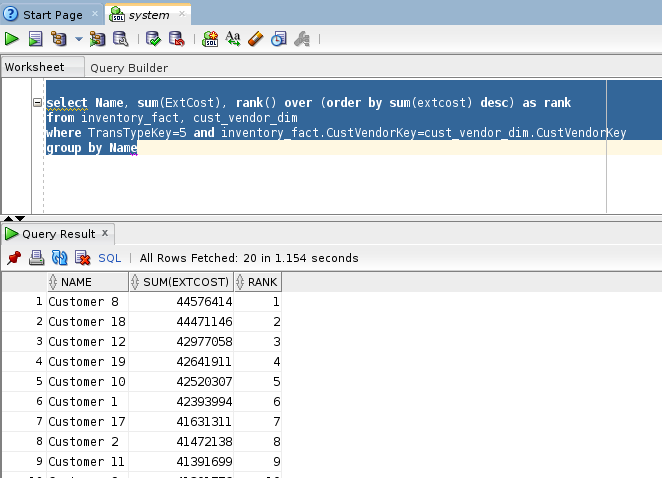 Start Page
system
Worksheet Query Builder
select Name, sum(ExtCost), rank() over (order by sum(extcost) desc) as rank
from inventory_fact, cust_vendor_dim
where TransTypeKey=5 and inventory_fact.CustVendorKey=cust_vendor_dim.CustVendorKey
group by Name
Query Result x
SQL | All Rows Fetched: 20 in 1.154 seconds
NAME SUM(EXTCOST) RANK
1 Customer 8 44576414 1
2 Customer 18 44471146 2
3 Customer 12 42977058 3
4 Customer 19 42641911 4
5 Customer 10 42520307 5
6 Customer 1 42393994 6
7 Customer 17 41631311 7
8 Customer 2 41472138 8
9 Customer 11 41391699 9